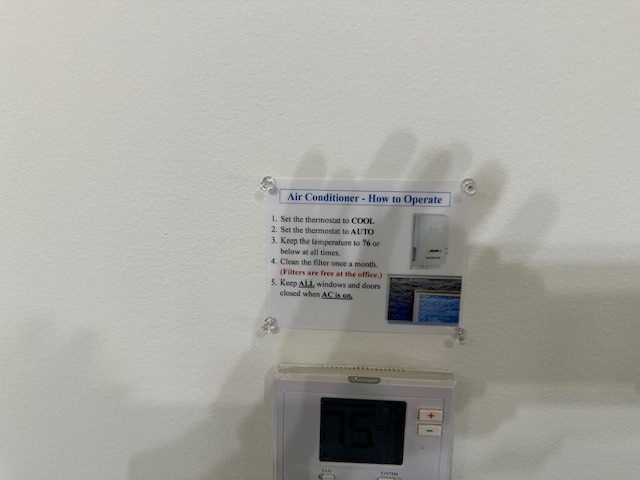 Air Conditioner - How to Operate
1. Set the thermostat to COOL
2. Set the thermostat to AUTO
3. Keep the temperature to 76 or
below at all times.
4. Clean the filter once a month.
(Filters are free at the office.)
5. Keep ALL windows and doors
closed when AC is on.
75
+
-
FAN
SYSTEM